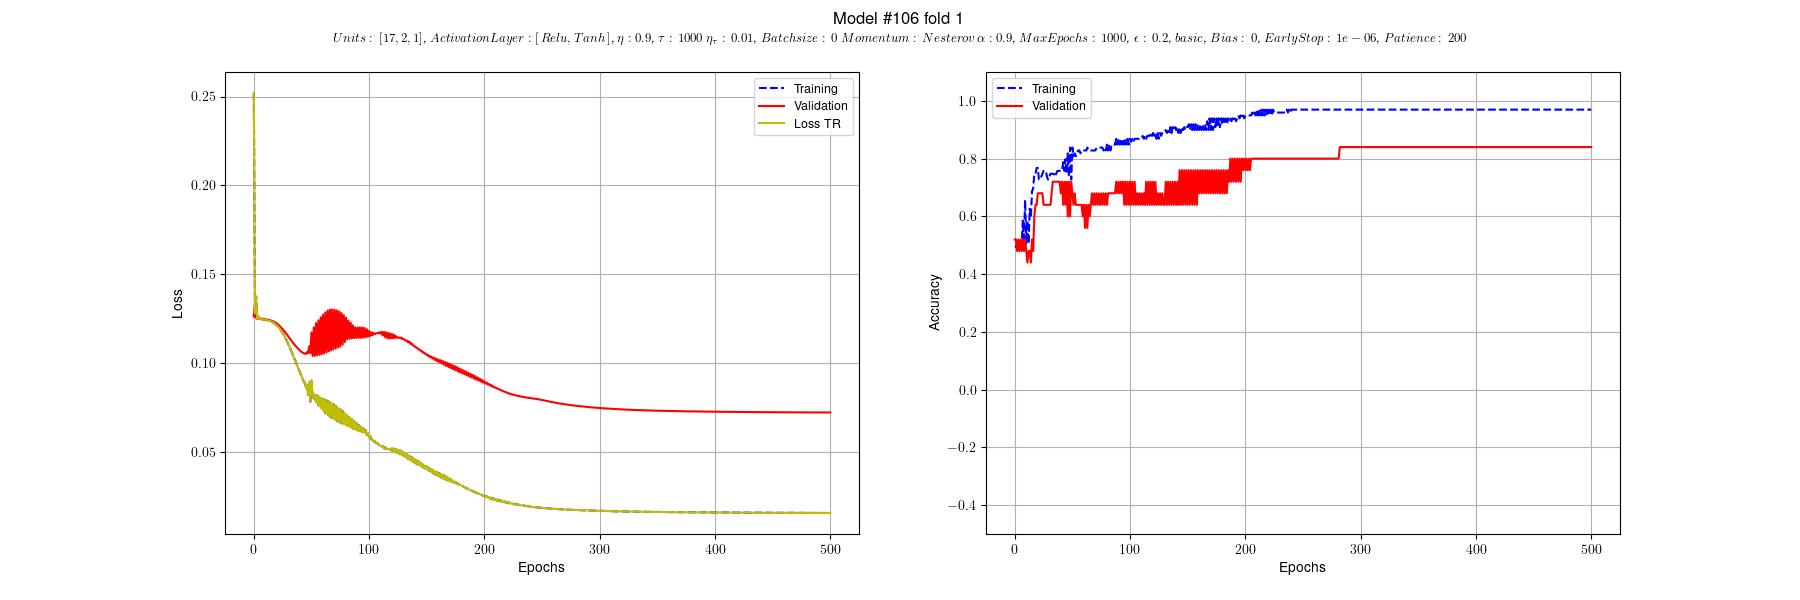 Model #106 fold 1
Units : [17, 2, 1], ActivationLayer : [Relu, Tanh], η : 0.9, τ : 1000 η_τ : 0.01, Batchsize : 0 Momentum : Nesterov α : 0.9, MaxEpochs : 1000, ϵ : 0.2, basic, Bias : 0, EarlyStop : 1e − 06, Patience : 200
Training
Validation
Loss TR
0.25
0.20
0.15
0.10
0.05
Loss
0 100 200 300 400 500
Epochs
Training
Validation
1.0
0.8
0.6
0.4
0.2
0.0
−0.2
−0.4
Accuracy
0 100 200 300 400 500
Epochs